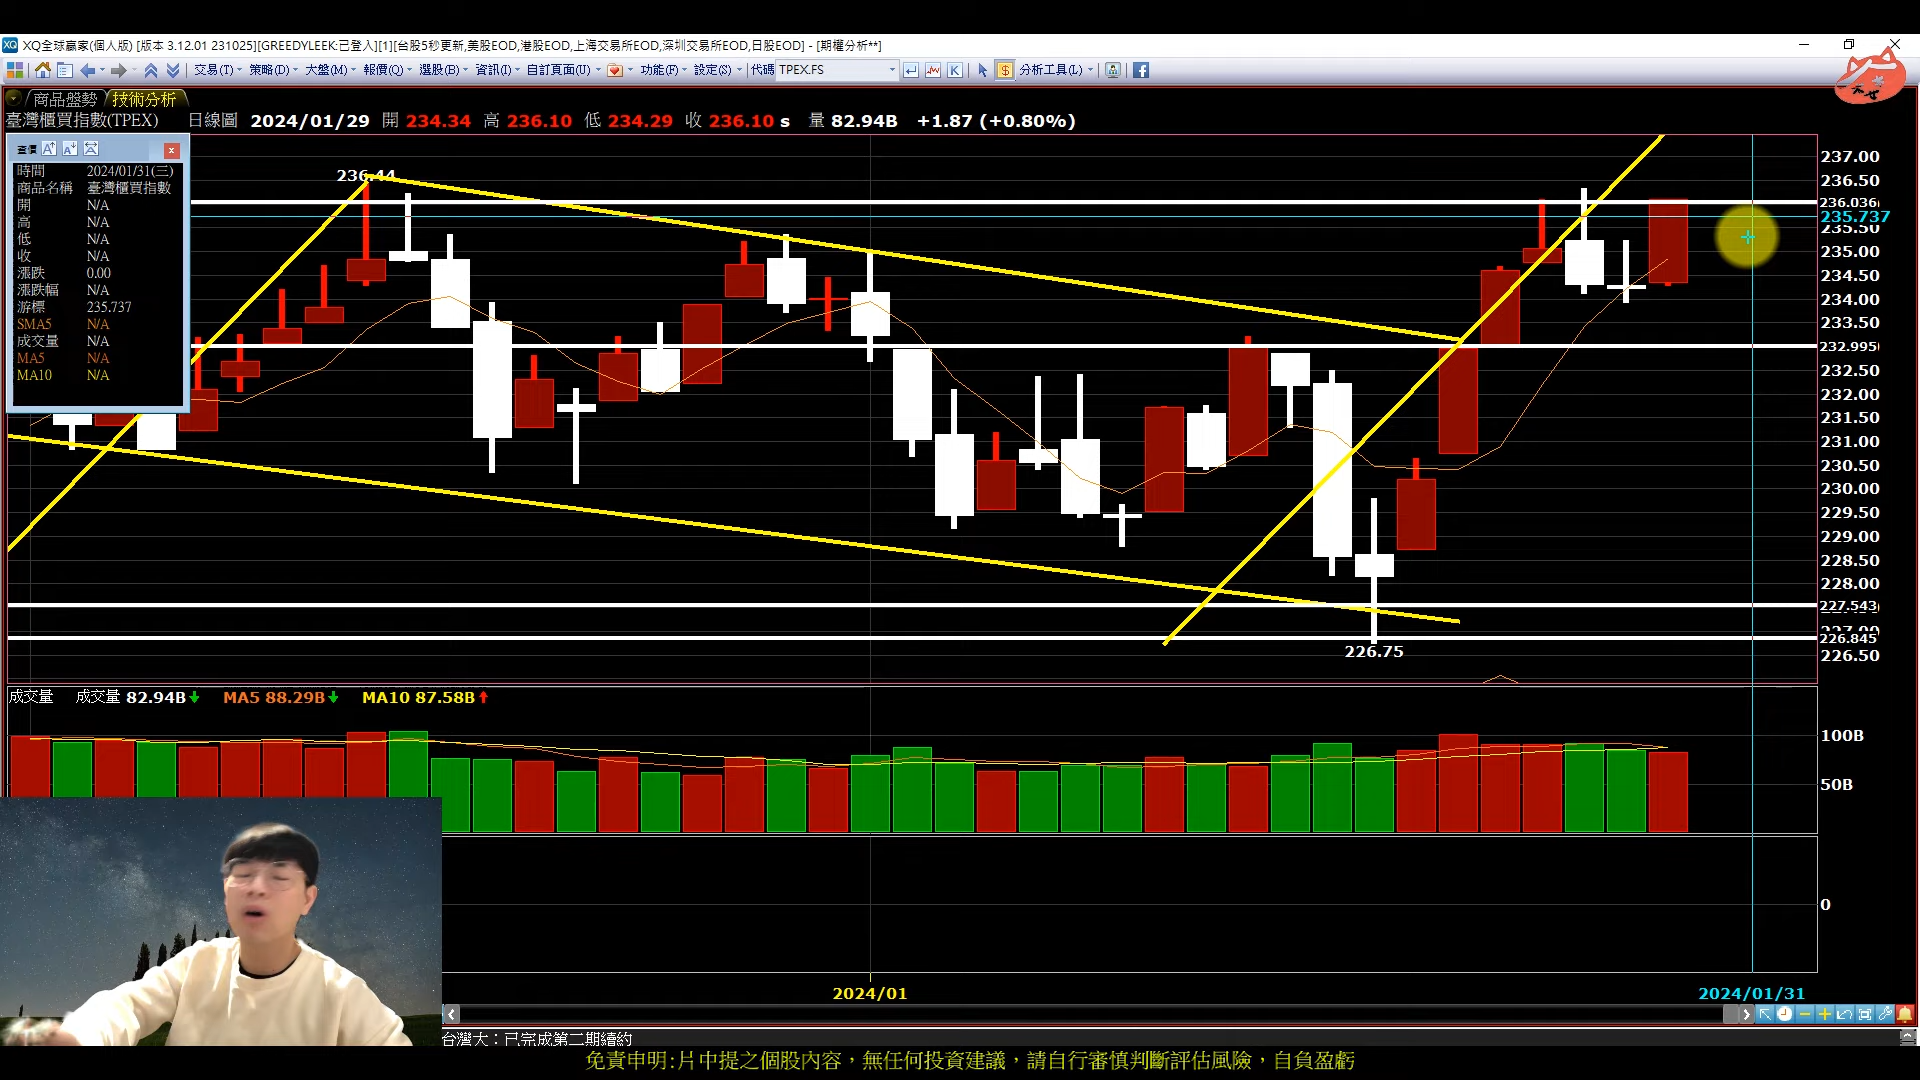 XQ全球贏家(個人版) [版本 3.12.01 231025][GREEDYLEEK:已登入][1][台股5秒更新,美股EOD,港股EOD,上海交易所EOD,深圳交易所EOD,日股EOD] - [期權分析**]
交易(T) 策略(D) 大盤(M) 報價(Q) 選股(B) 資訊(I) 自訂頁面(U) 功能(F) 設定(S) 代碼 TPEX.FS K $ 分析工具(L)
商品盤勢 技術分析
臺灣櫃買指數(TPEX) 日線圖 2024/01/29 開 234.34 高 236.10 低 234.29 收 236.10 s 量 82.94B +1.87 (+0.80%)
查價
時間 2024/01/31(三)
商品名稱 臺灣櫃買指數
開 N/A
高 N/A
低 N/A
收 N/A
漲跌 0.00
漲跌幅 N/A
游標 235.737
SMA5 N/A
成交量 N/A
MA5 N/A
MA10 N/A
236.44
226.75
237.00
236.50
236.036
235.737
235.50
235.00
234.50
234.00
233.50
232.995
232.50
232.00
231.50
231.00
230.50
230.00
229.50
229.00
228.50
228.00
227.543
227.00
226.845
226.50
成交量 成交量 82.94B MA5 88.29B MA10 87.58B
100B
50B
0
2024/01 2024/01/31
台灣大：已完成第二期續約
免責申明:片中提之個股內容，無任何投資建議，請自行審慎判斷評估風險，自負盈虧